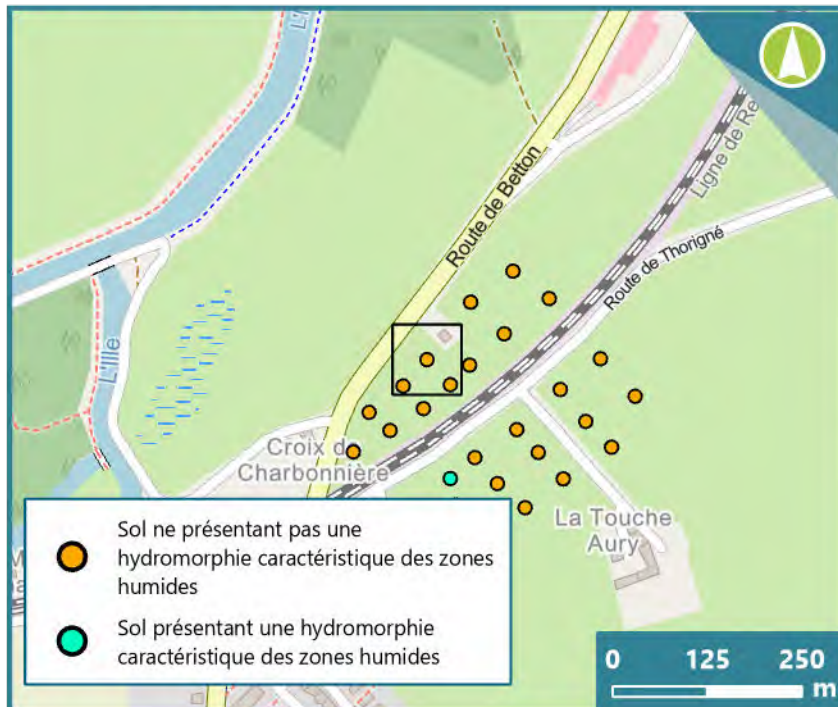 Route de Betton
Ligne de Re
Route de Thorigné
L'Ille
Croix de
Charbonnière
La Touche
Aury
Sol ne présentant pas une
hydromorphie caractéristique des zones
humides
Sol présentant une hydromorphie
caractéristique des zones humides
0 125 250
m